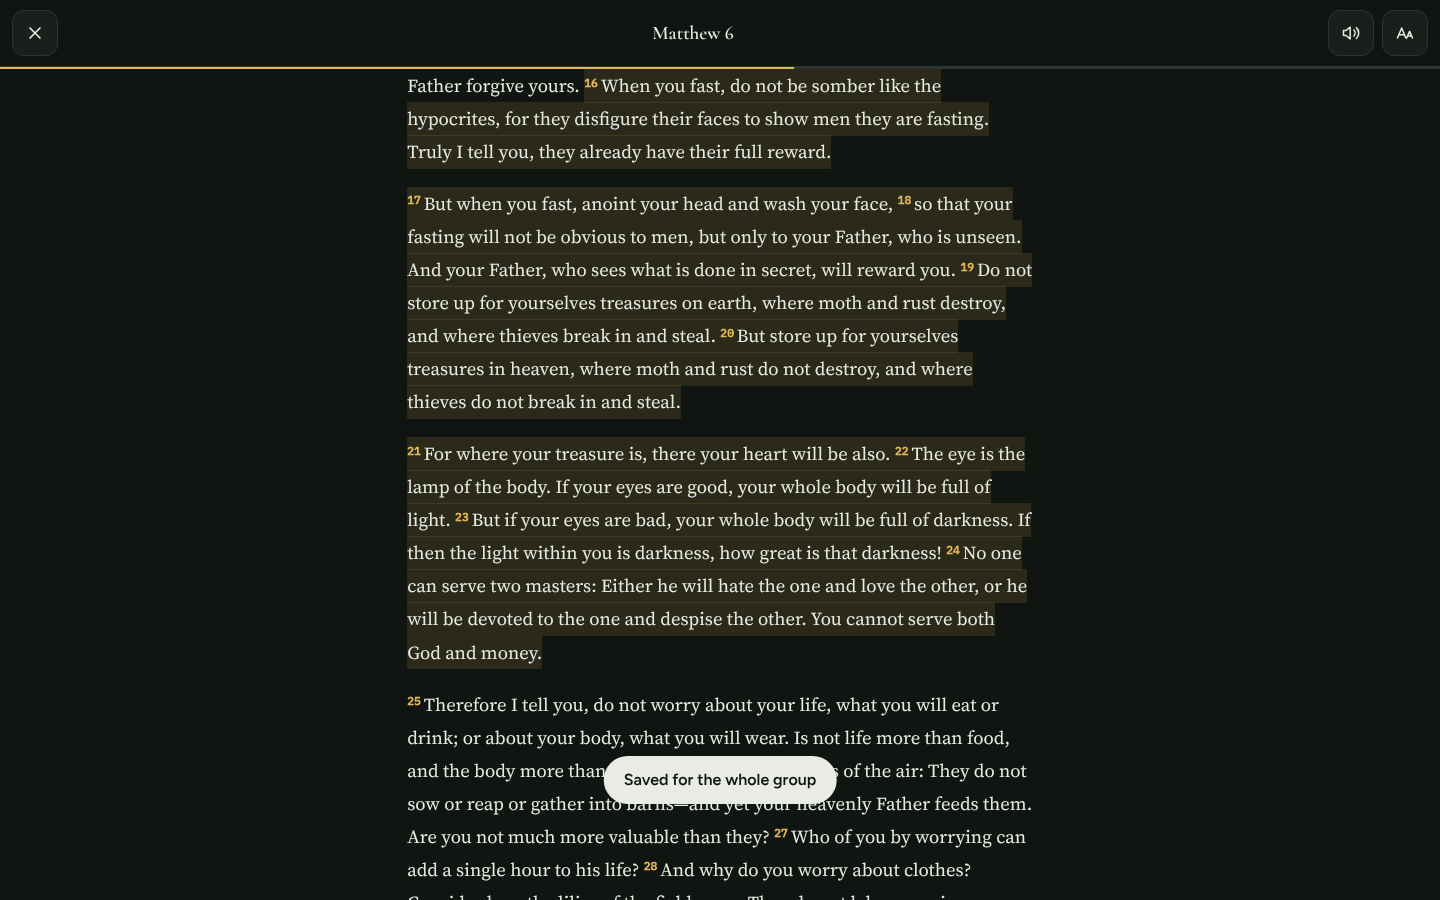 Matthew 6
AA
Father forgive yours. 16 When you fast, do not be somber like the
hypocrites, for they disfigure their faces to show men they are fasting.
Truly I tell you, they already have their full reward.
17 But when you fast, anoint your head and wash your face, 18 so that your
fasting will not be obvious to men, but only to your Father, who is unseen.
And your Father, who sees what is done in secret, will reward you. 19 Do not
store up for yourselves treasures on earth, where moth and rust destroy,
and where thieves break in and steal. 20 But store up for yourselves
treasures in heaven, where moth and rust do not destroy, and where
thieves do not break in and steal.
21 For where your treasure is, there your heart will be also. 22 The eye is the
lamp of the body. If your eyes are good, your whole body will be full of
light. 23 But if your eyes are bad, your whole body will be full of darkness. If
then the light within you is darkness, how great is that darkness! 24 No one
can serve two masters: Either he will hate the one and love the other, or he
will be devoted to the one and despise the other. You cannot serve both
God and money.
25 Therefore I tell you, do not worry about your life, what you will eat or
drink; or about your body, what you will wear. Is not life more than food,
and the body more than of the air: They do not
Saved for the whole group
sow or reap or gather into barns—and yet your heavenly Father feeds them.
Are you not much more valuable than they? 27 Who of you by worrying can
add a single hour to his life? 28 And why do you worry about clothes?